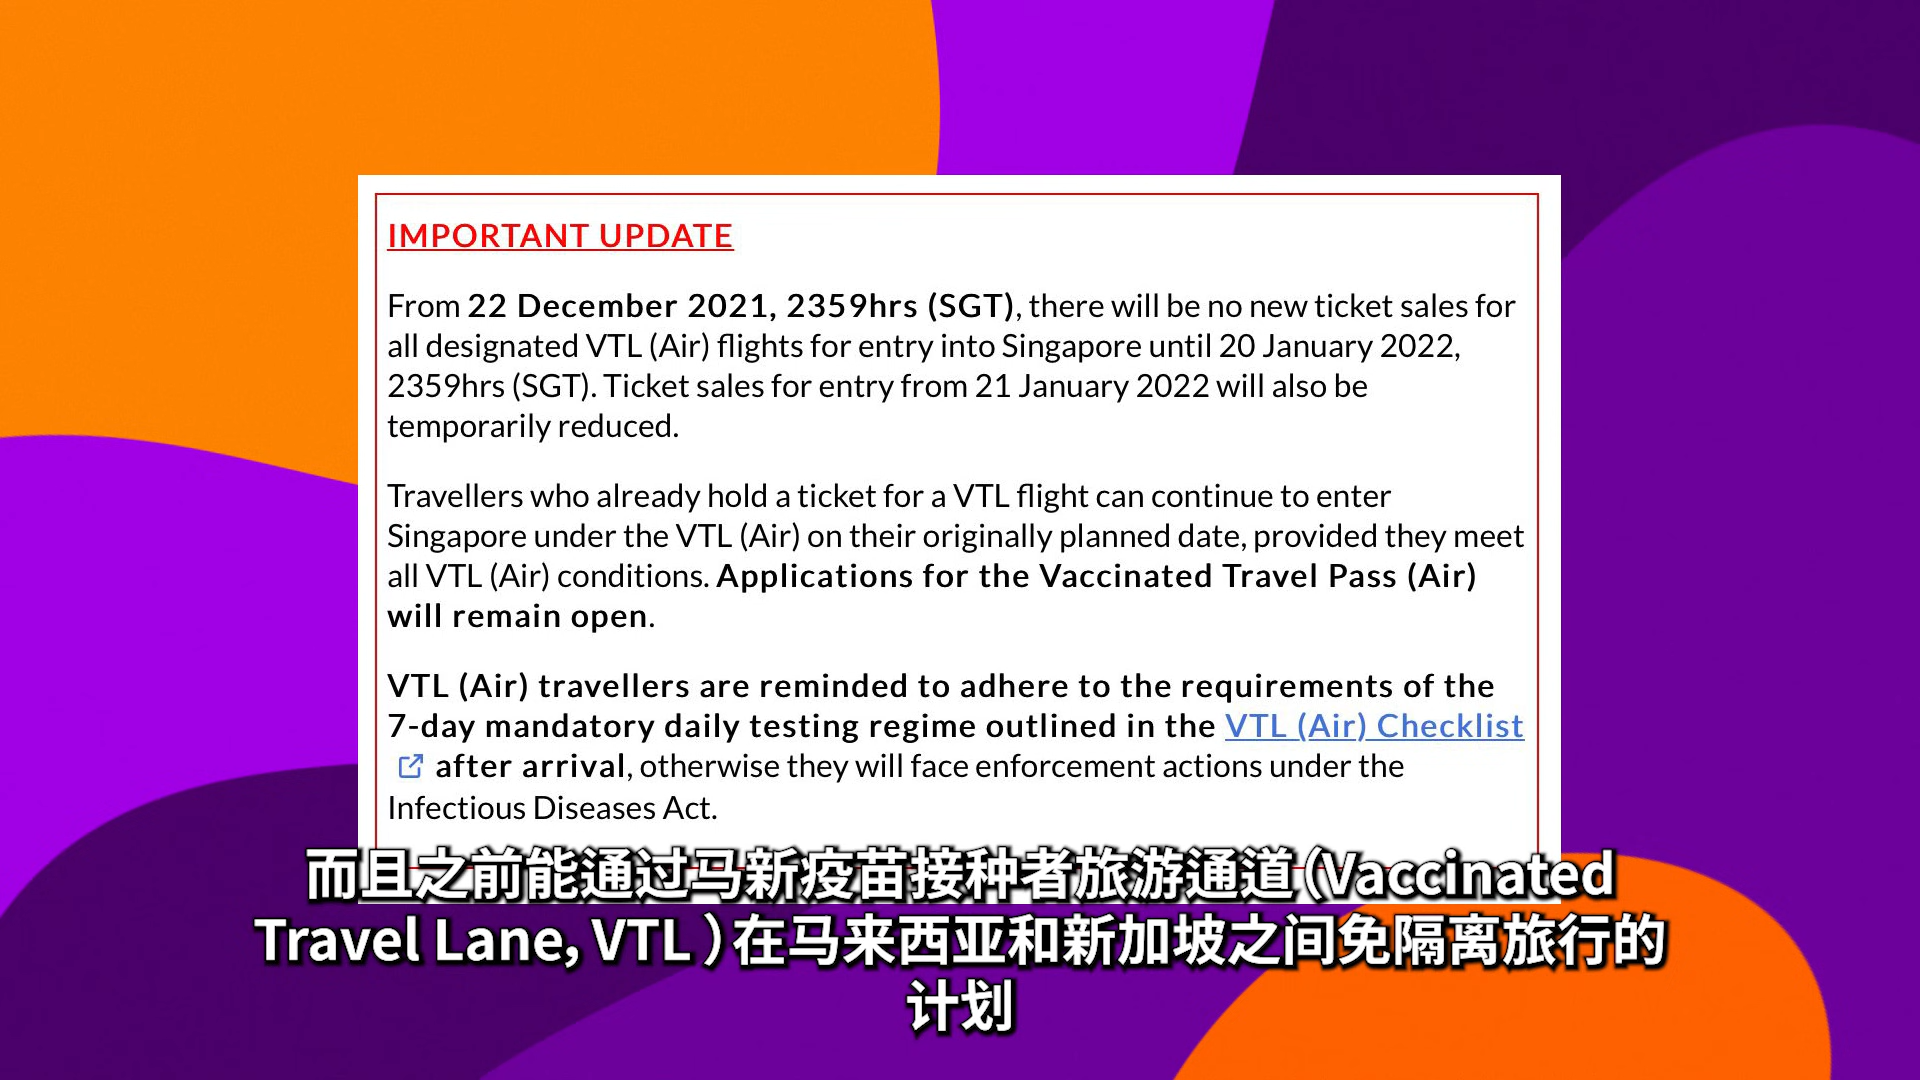 IMPORTANT UPDATE
From 22 December 2021, 2359hrs (SGT), there will be no new ticket sales for
all designated VTL (Air) flights for entry into Singapore until 20 January 2022,
2359hrs (SGT). Ticket sales for entry from 21 January 2022 will also be
temporarily reduced.
Travellers who already hold a ticket for a VTL flight can continue to enter
Singapore under the VTL (Air) on their originally planned date, provided they meet
all VTL (Air) conditions. Applications for the Vaccinated Travel Pass (Air)
will remain open.
VTL (Air) travellers are reminded to adhere to the requirements of the
7-day mandatory daily testing regime outlined in the VTL (Air) Checklist
after arrival, otherwise they will face enforcement actions under the
Infectious Diseases Act.
而且之前能通过马新疫苗接种者旅游通道（Vaccinated
Travel Lane, VTL ）在马来西亚和新加坡之间免隔离旅行的
计划